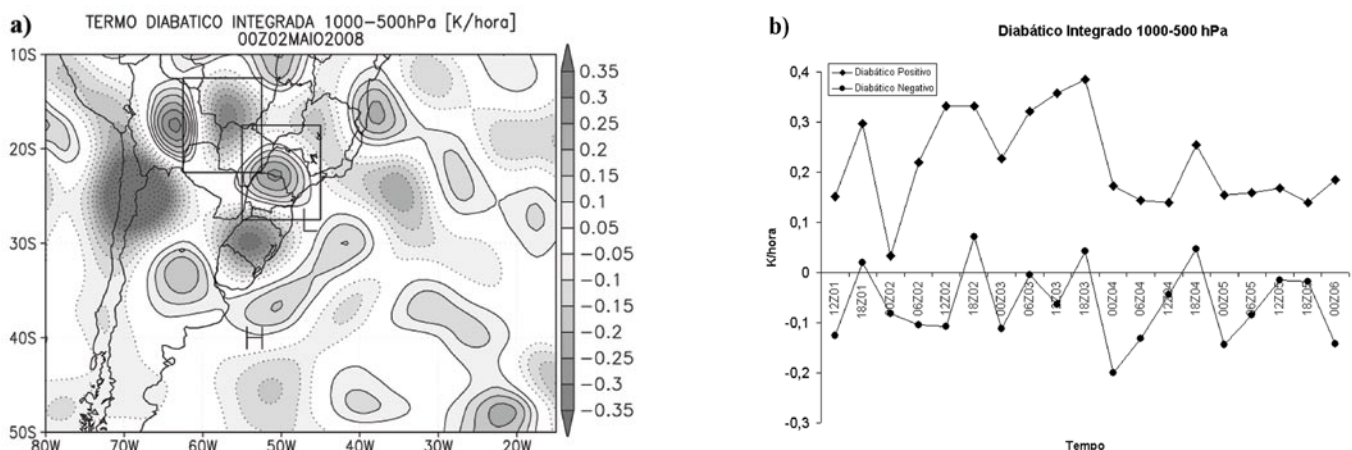 a)
TERMO DIABATICO INTEGRADA 1000–500hPa [K/hora]
00Z02MAIO2008
10S
20S
30S
40S
50S
80W
70W
60W
50W
40W
30W
20W
L
H
0.35
0.3
0.25
0.2
0.15
0.1
0.05
−0.05
−0.1
−0.15
−0.2
−0.25
−0.3
−0.35
b)
Diabático Integrado 1000-500 hPa
Diabático Positivo
Diabático Negativo
K/hora
0,4
0,3
0,2
0,1
0
-0,1
-0,2
-0,3
12Z01
18Z01
00Z02
06Z02
12Z02
18Z02
00Z03
06Z03
12Z03
18Z03
00Z04
06Z04
12Z04
18Z04
00Z05
06Z05
12Z05
18Z05
00Z06
Tempo